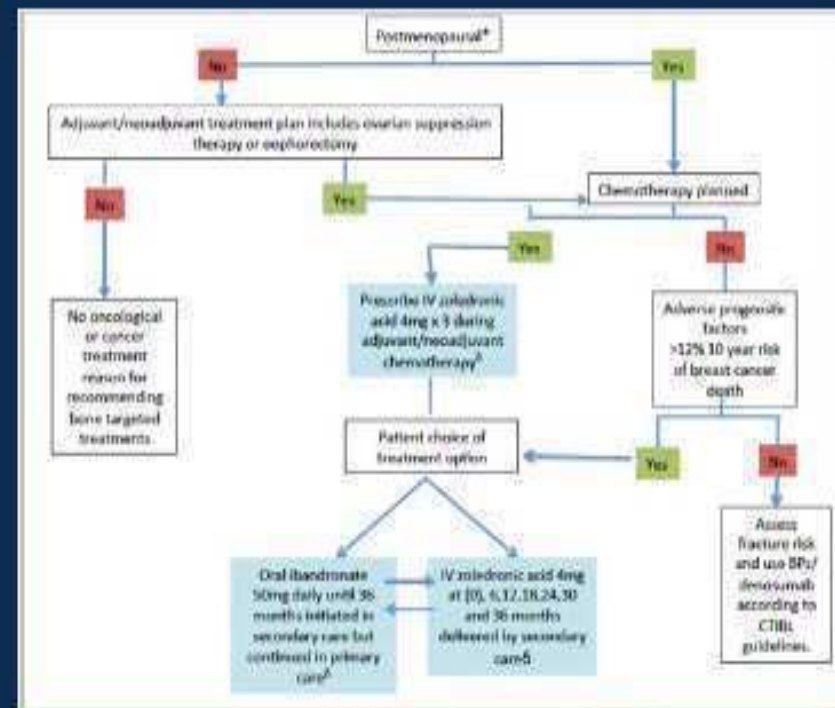 Postmenopausal*
No
Yes
Adjuvant/neoadjuvant treatment plan includes ovarian suppression
therapy or oophorectomy
No
Yes
Chemotherapy planned
Yes
No
No oncological
or cancer
treatment
reason for
recommending
bone targeted
treatments
Prescribe IV zoledronic
acid 4mg x 3 during
adjuvant/neoadjuvant
chemotherapy
Adverse prognostic
factors
>12% 10 year risk
of breast cancer
death
Patient choice of
treatment option
Yes
No
Oral ibandronate
50mg daily until 36
months initiated in
secondary care but
continued in primary
care
IV zoledronic acid 4mg
at (0), 6,12,18,24,30
and 36 months
delivered by secondary
care
Assess
fracture risk
and use BPs/
denosumab
according to
CTIBL
guidelines.